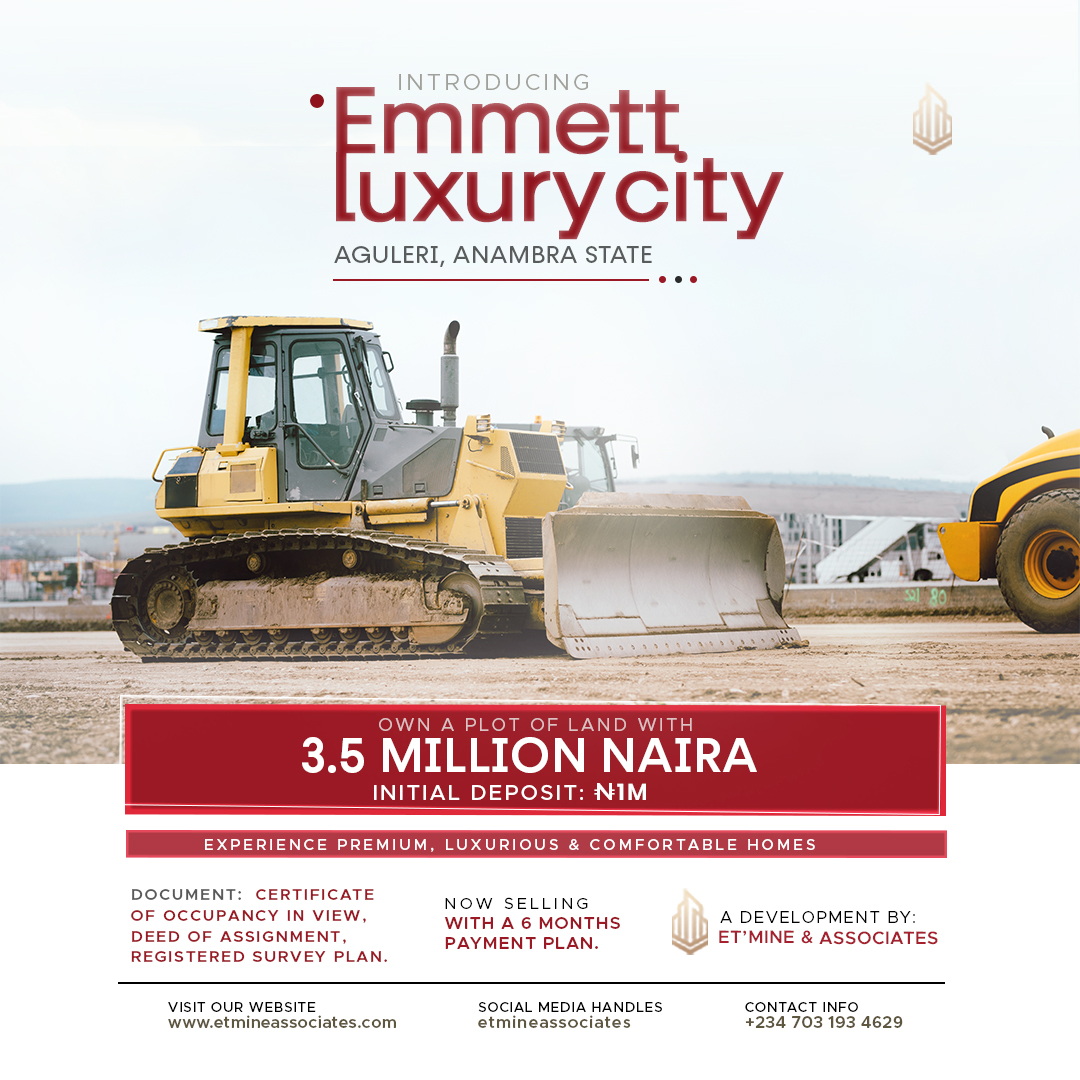 INTRODUCING
Emmett
Luxury city
AGULERI, ANAMBRA STATE
OWN A PLOT OF LAND WITH
3.5 MILLION NAIRA
INITIAL DEPOSIT: ₦1M
EXPERIENCE PREMIUM, LUXURIOUS & COMFORTABLE HOMES
DOCUMENT: CERTIFICATE
OF OCCUPANCY IN VIEW,
DEED OF ASSIGNMENT,
REGISTERED SURVEY PLAN.
NOW SELLING
WITH A 6 MONTHS
PAYMENT PLAN.
A DEVELOPMENT BY:
ET'MINE & ASSOCIATES
VISIT OUR WEBSITE
www.etmineassociates.com
SOCIAL MEDIA HANDLES
etmineassociates
CONTACT INFO
+234 703 193 4629